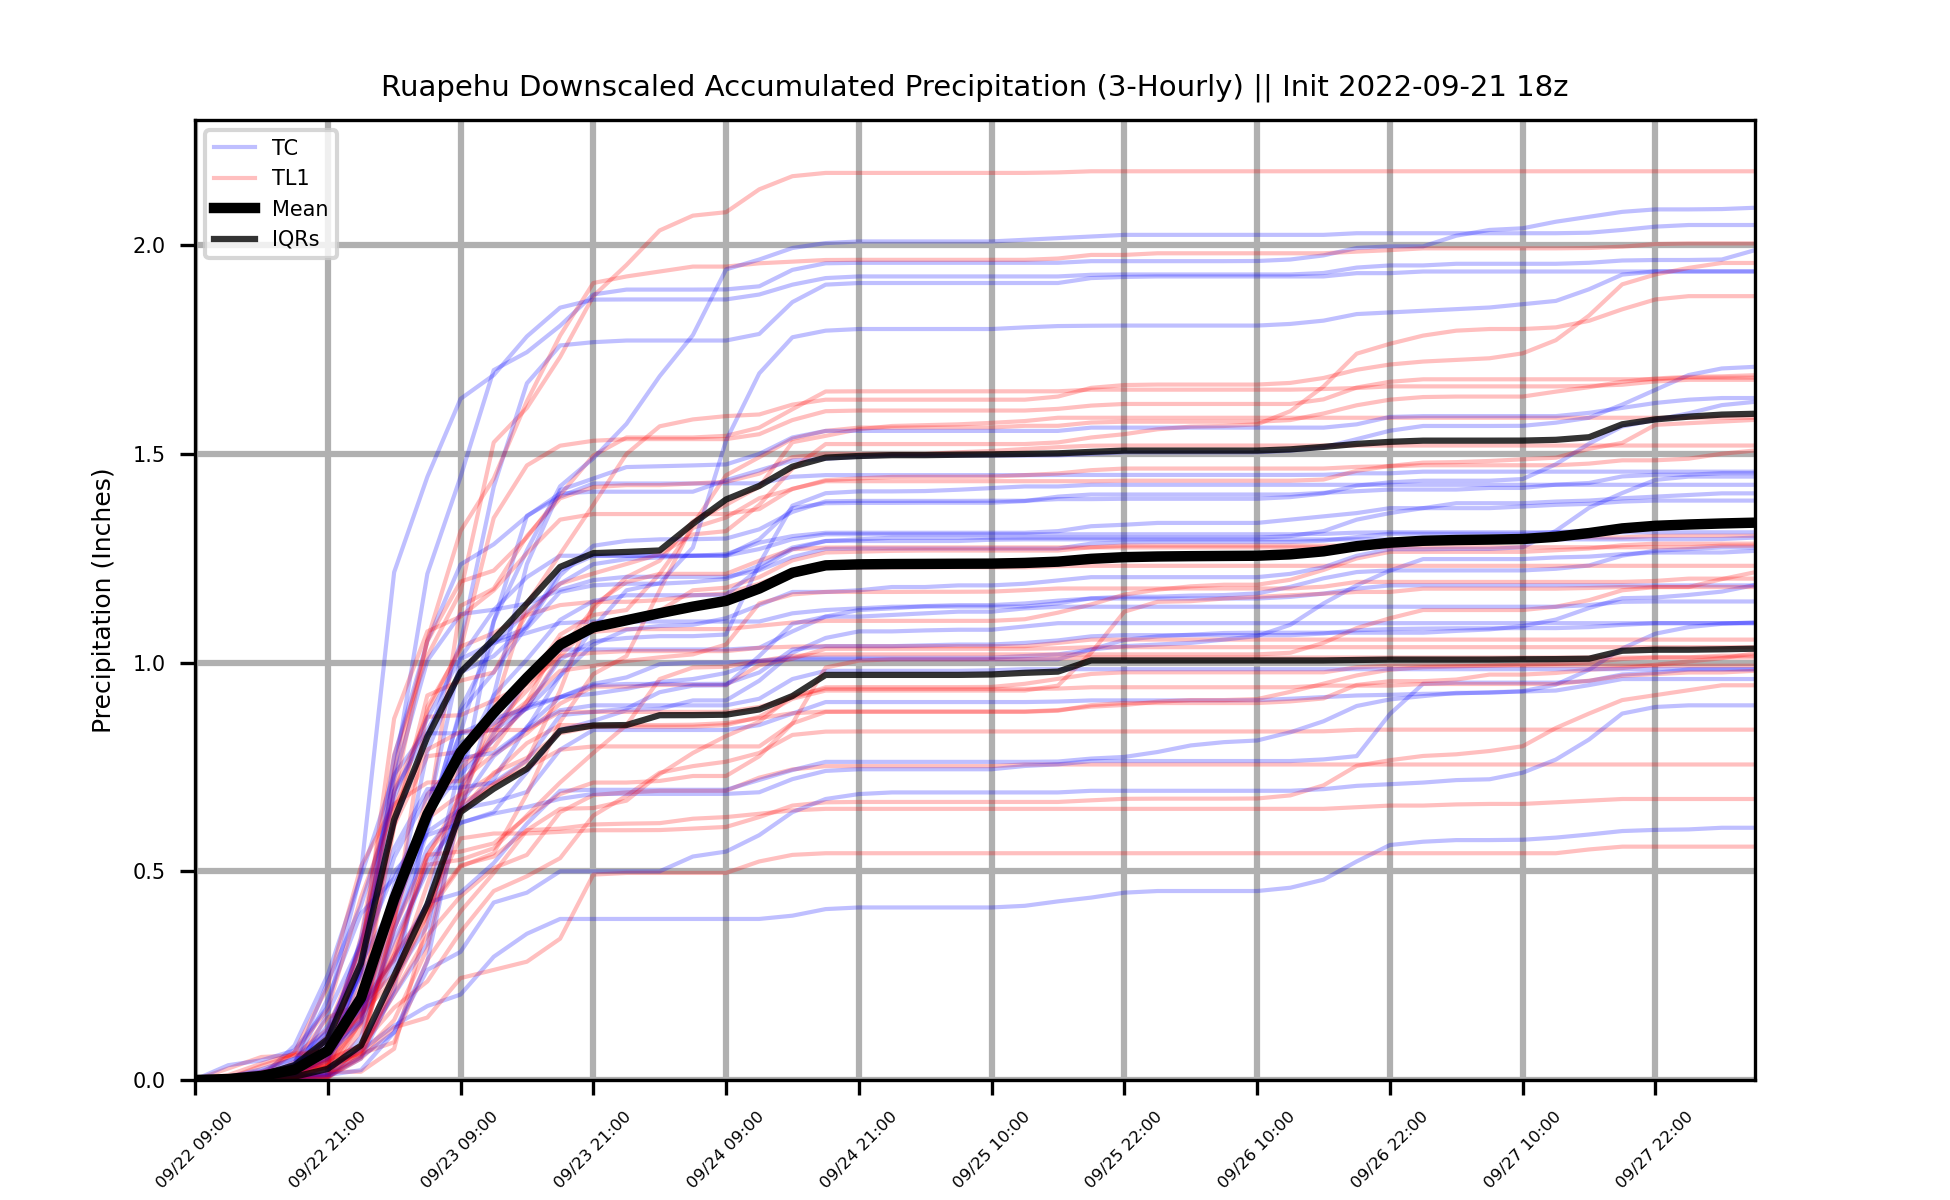 Ruapehu Downscaled Accumulated Precipitation (3-Hourly) || Init 2022-09-21 18z
TC
TL1
Mean
IQRs
Precipitation (Inches)
2.0
1.5
1.0
0.5
0.0
09/22 09:00
09/22 21:00
09/23 09:00
09/23 21:00
09/24 09:00
09/24 21:00
09/25 10:00
09/25 22:00
09/26 10:00
09/26 22:00
09/27 10:00
09/27 22:00